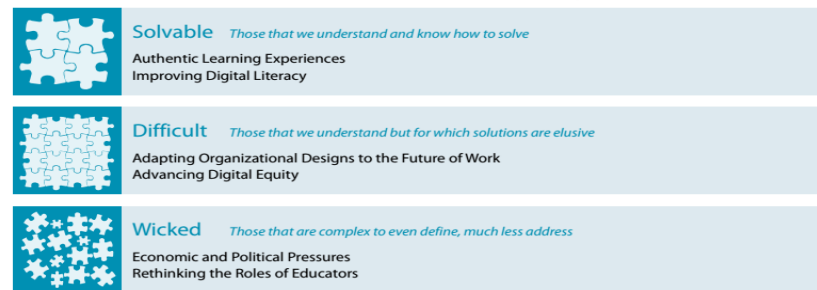 Solvable Those that we understand and know how to solve
Authentic Learning Experiences
Improving Digital Literacy
Difficult Those that we understand but for which solutions are elusive
Adapting Organizational Designs to the Future of Work
Advancing Digital Equity
Wicked Those that are complex to even define, much less address
Economic and Political Pressures
Rethinking the Roles of Educators